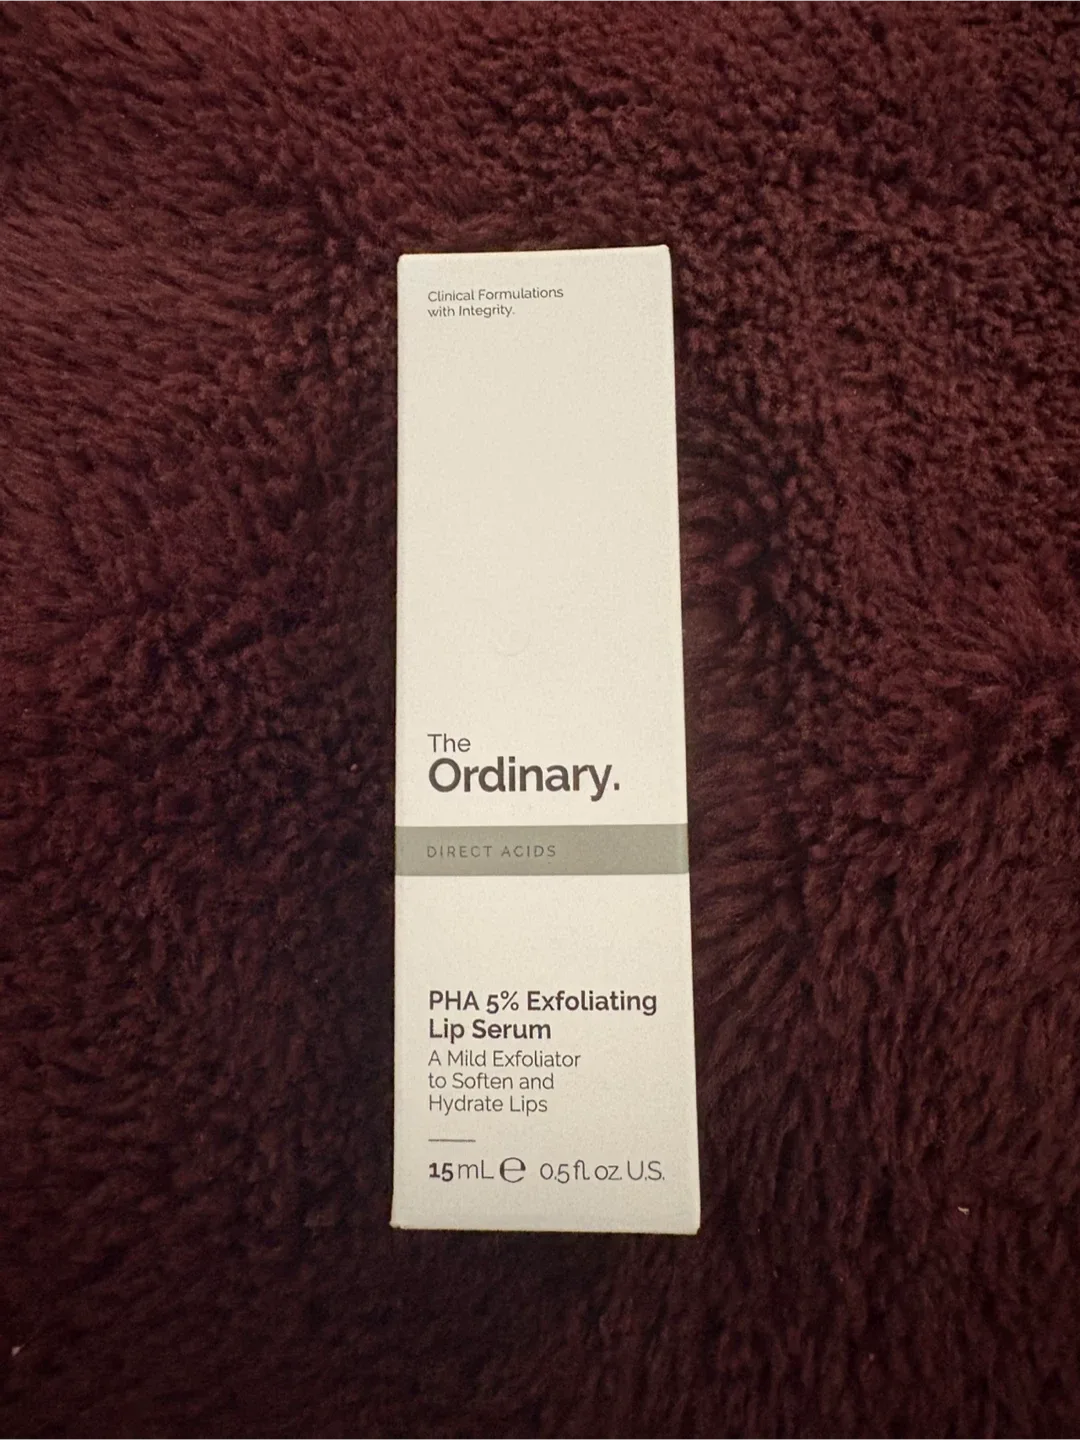 Clinical Formulations
with Integrity.
The
Ordinary.
DIRECT ACIDS
PHA 5% Exfoliating
Lip Serum
A Mild Exfoliator
to Soften and
Hydrate Lips
15 mL ℮ 0.5 fl. oz. U.S.